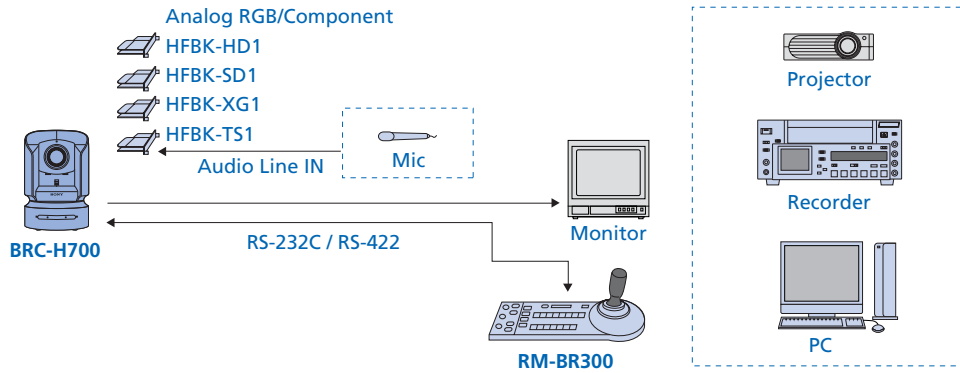 Analog RGB/Component
HFBK-HD1
HFBK-SD1
HFBK-XG1
HFBK-TS1
Audio Line IN
Mic
SONY
BRC-H700
RS-232C / RS-422
Monitor
RM-BR300
Projector
Recorder
PC